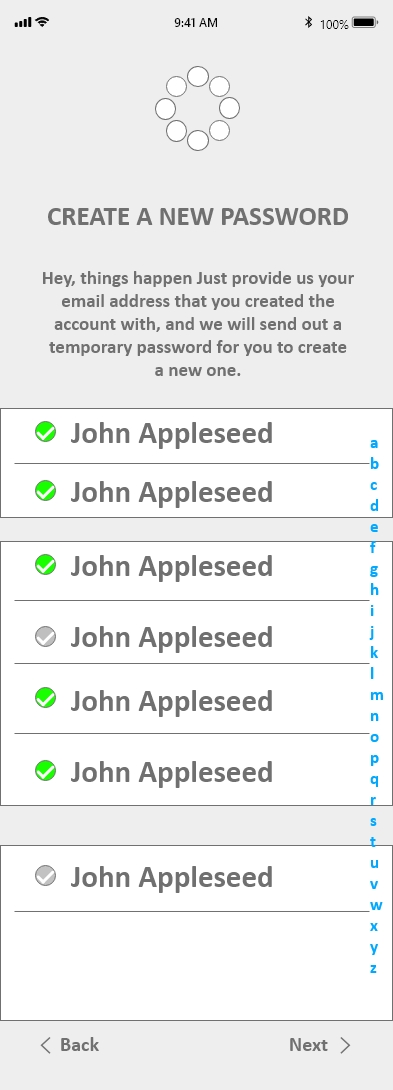 9:41 AM
100%
CREATE A NEW PASSWORD
Hey, things happen Just provide us your
email address that you created the
account with, and we will send out a
temporary password for you to create
a new one.
John Appleseed
John Appleseed
John Appleseed
John Appleseed
John Appleseed
John Appleseed
John Appleseed
a
b
c
d
e
f
g
h
i
j
k
l
m
n
o
p
q
r
s
t
u
v
w
x
y
z
Back
Next